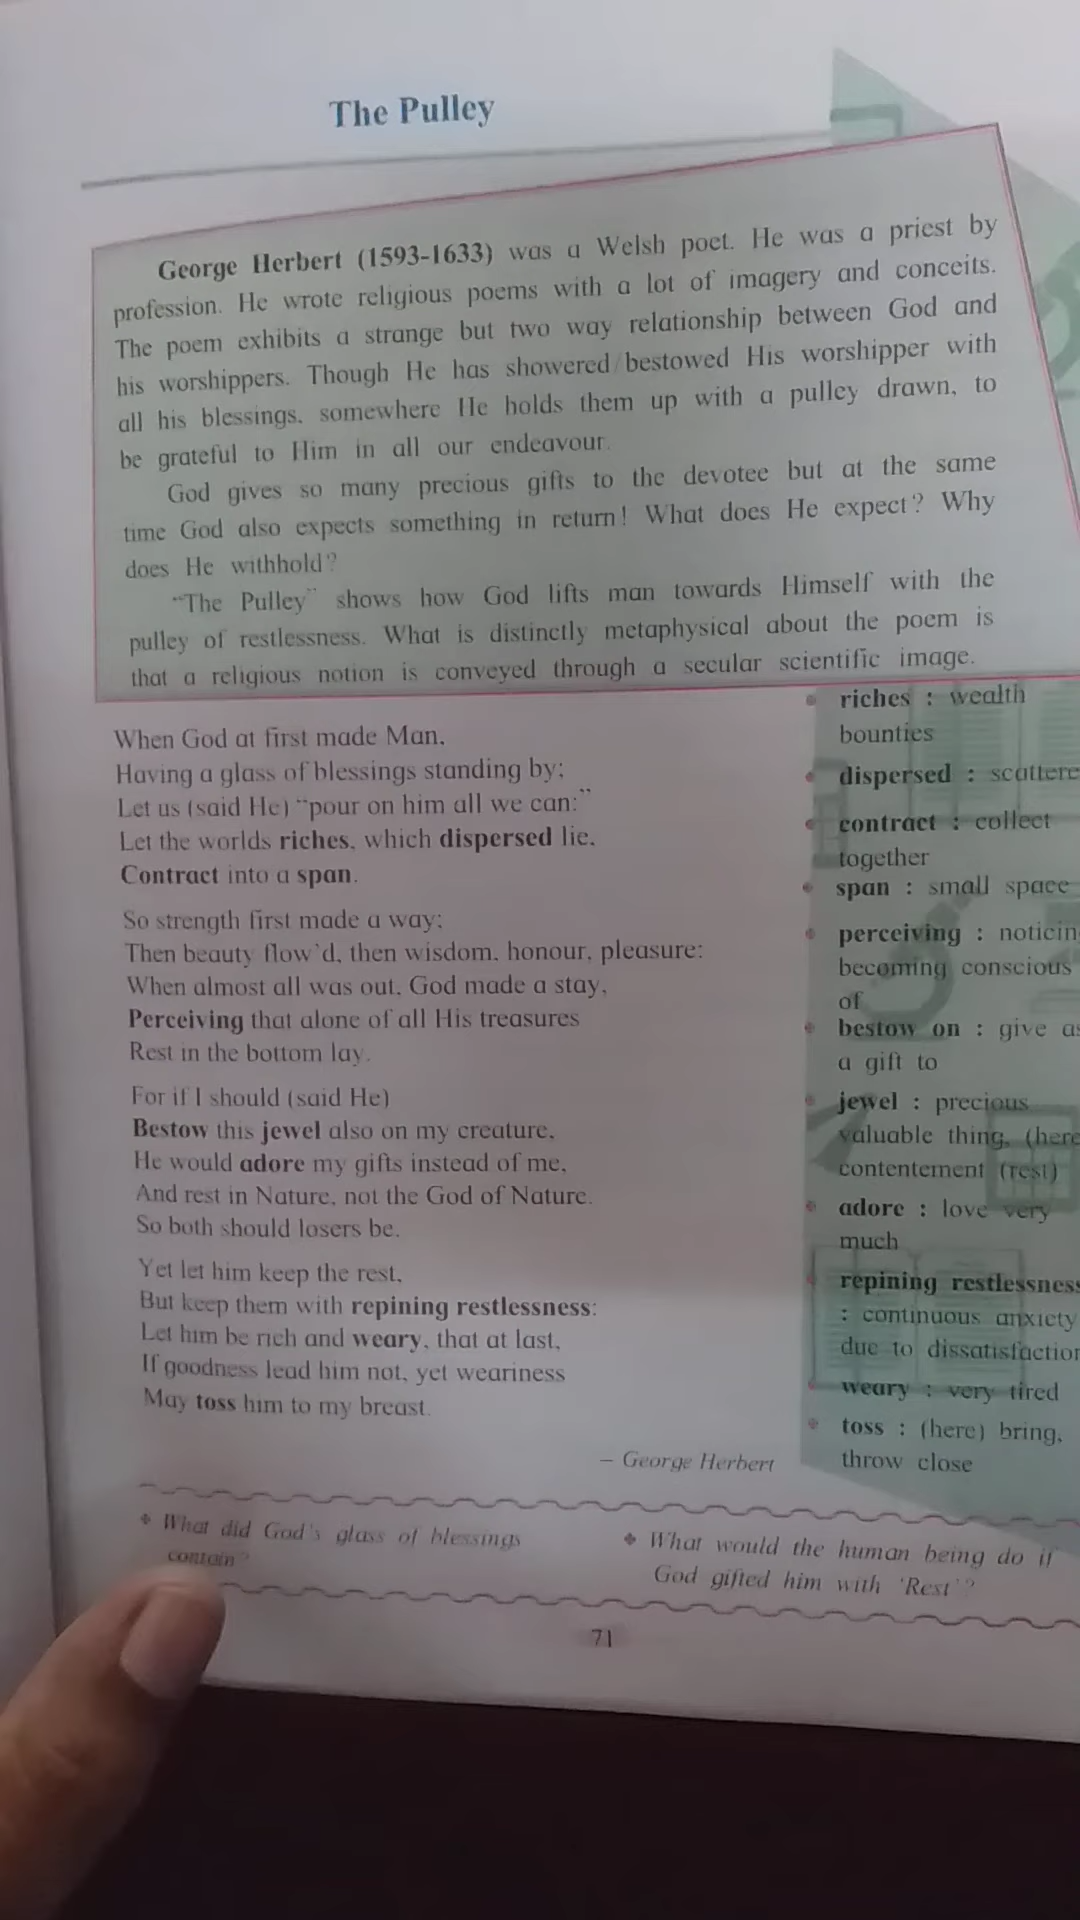 The Pulley
George Herbert (1593-1633) was a Welsh poet. He was a priest by
profession. He wrote religious poems with a lot of imagery and conceits.
The poem exhibits a strange but two way relationship between God and
his worshippers. Though He has showered/bestowed His worshipper with
all his blessings, somewhere He holds them up with a pulley drawn, to
be grateful to Him in all our endeavour.
God gives so many precious gifts to the devotee but at the same
time God also expects something in return! What does He expect? Why
does He withhold?
"The Pulley" shows how God lifts man towards Himself with the
pulley of restlessness. What is distinctly metaphysical about the poem is
that a religious notion is conveyed through a secular scientific image.
When God at first made Man,
Having a glass of blessings standing by;
Let us (said He) "pour on him all we can:"
Let the worlds riches, which dispersed lie,
Contract into a span.
So strength first made a way;
Then beauty flow'd, then wisdom, honour, pleasure:
When almost all was out, God made a stay,
Perceiving that alone of all His treasures
Rest in the bottom lay.
For if I should (said He)
Bestow this jewel also on my creature,
He would adore my gifts instead of me,
And rest in Nature, not the God of Nature.
So both should losers be.
Yet let him keep the rest,
But keep them with repining restlessness:
Let him be rich and weary, that at last,
If goodness lead him not, yet weariness
May toss him to my breast.
– George Herbert
riches : wealth
bounties
dispersed : scattere
contract : collect
together
span : small space
perceiving : noticin
becoming conscious
of
bestow on : give as
a gift to
jewel : precious
valuable thing, (here
contentement (rest)
adore : love very
much
repining restlessness
: continuous anxiety
due to dissatisfaction
weary : very tired
toss : (here) bring,
throw close
What did God's glass of blessings
contain?
What would the human being do if
God gifted him with 'Rest'?
71